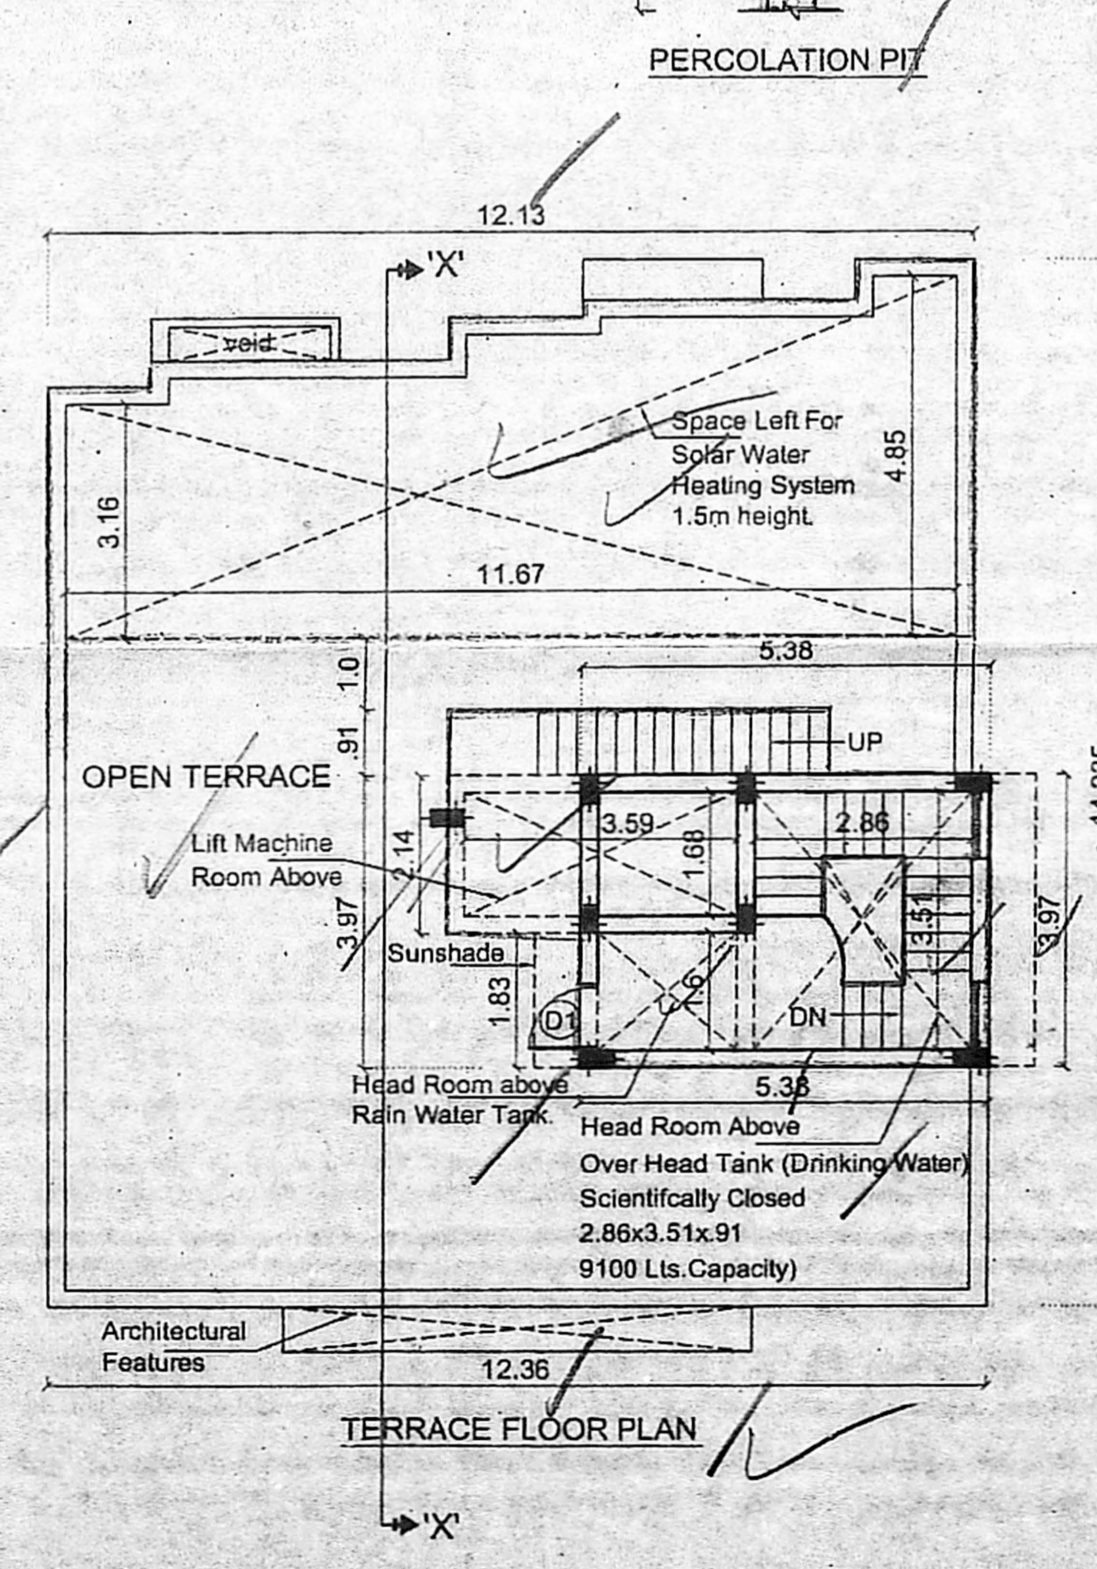 PERCOLATION PIT
12.13
'X'
void
Space Left For
Solar Water
Heating System
1.5m height.
4.85
3.16
11.67
5.38
1.0
.91
UP
OPEN TERRACE
Lift Machine
Room Above
2.14
3.59
1.68
2.86
3.97
3.51
3.97
Sunshade
1.83
D1
DN
Head Room above
Rain Water Tank.
5.38
Head Room Above
Over Head Tank (Drinking Water)
Scientifcally Closed
2.86x3.51x.91
9100 Lts.Capacity)
Architectural
Features
12.36
TERRACE FLOOR PLAN
'X'